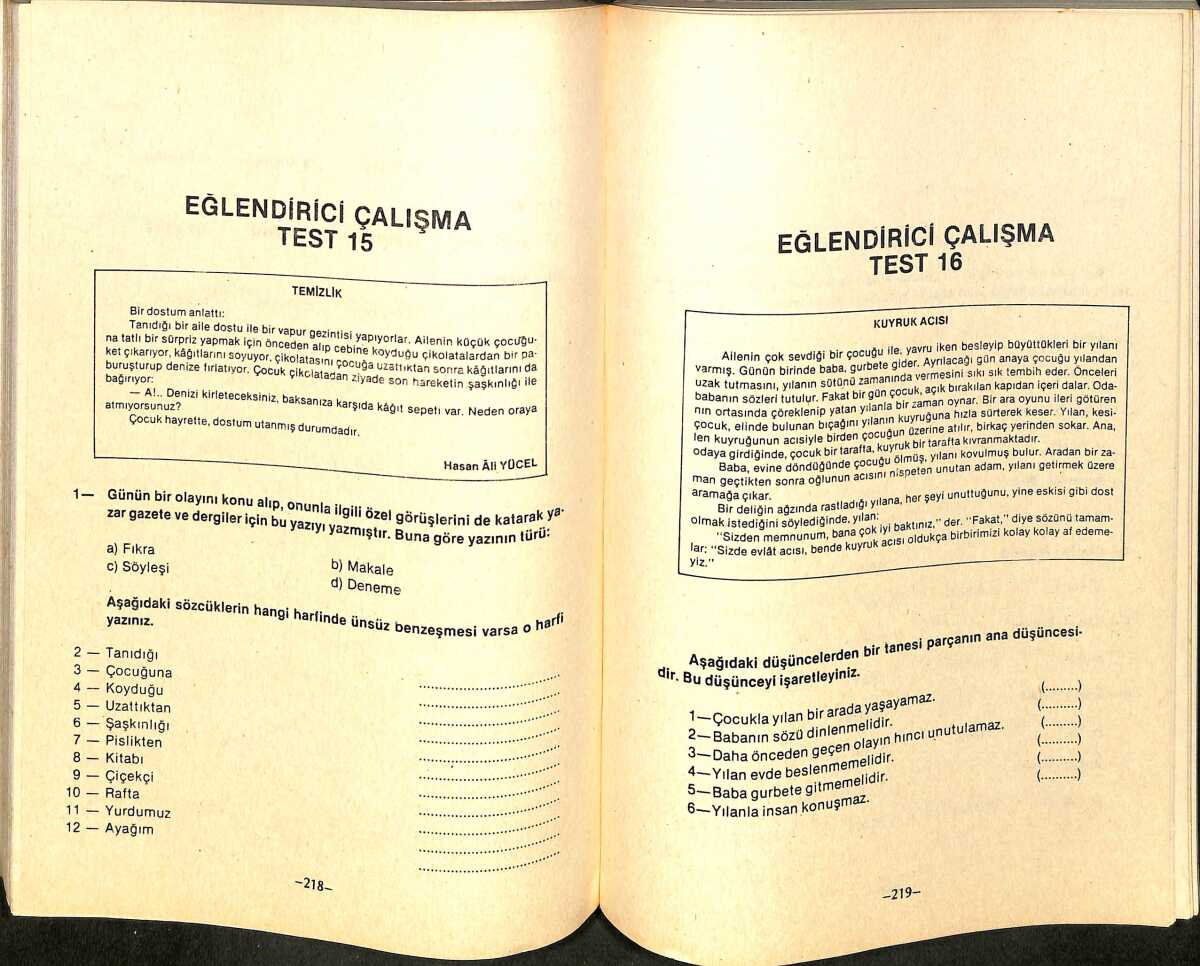 EĞLENDİRİCİ ÇALIŞMA
TEST 15
TEMİZLİK
Bir dostum anlattı:
Tanıdığı bir aile dostu ile bir vapur gezintisi yapıyorlar. Ailenin küçük çocuğu-
na tatlı bir sürpriz yapmak için önceden alıp cebine koyduğu çikolatalardan bir pa-
ket çıkarıyor, kâğıtlarını soyuyor, çikolatasını çocuğa uzattıktan sonra kâğıtlarını da
buruşturup denize fırlatıyor. Çocuk çikolatadan ziyade son hareketin şaşkınlığı ile
bağırıyor:
— A!.. Denizi kirleteceksiniz, baksanıza karşıda kâğıt sepeti var. Neden oraya
atmıyorsunuz?
Çocuk hayrette, dostum utanmış durumdadır.
Hasan Âli YÜCEL
1— Günün bir olayını konu alıp, onunla ilgili özel görüşlerini de katarak ya-
zar gazete ve dergiler için bu yazıyı yazmıştır. Buna göre yazının türü:
a) Fıkra
b) Makale
c) Söyleşi
d) Deneme
Aşağıdaki sözcüklerin hangi harfinde ünsüz benzeşmesi varsa o harfi
yazınız.
2 — Tanıdığı ..........
3 — Çocuğuna ..........
4 — Koyduğu ..........
5 — Uzattıktan ..........
6 — Şaşkınlığı ..........
7 — Pislikten ..........
8 — Kitabı ..........
9 — Çiçekçi ..........
10 — Rafta ..........
11 — Yurdumuz ..........
12 — Ayağım ..........
–218–
EĞLENDİRİCİ ÇALIŞMA
TEST 16
KUYRUK ACISI
Ailenin çok sevdiği bir çocuğu ile, yavru iken besleyip büyüttükleri bir yılanı
varmış. Günün birinde baba, gurbete gider. Ayrılacağı gün anaya çocuğu yılandan
uzak tutmasını, yılanın sütünü zamanında vermesini sıkı sık tembih eder. Önceleri
babanın sözleri tutulur. Fakat bir gün çocuk, açık bırakılan kapıdan içeri dalar. Oda-
nın ortasında çöreklenip yatan yılanla bir zaman oynar. Bir ara oyunu ileri götüren
çocuk, elinde bulunan bıçağını yılanın kuyruğuna hızla sürterek keser. Yılan, kesi-
len kuyruğunun acısiyle birden çocuğun üzerine atılır, birkaç yerinden sokar. Ana,
odaya girdiğinde, çocuk bir tarafta, kuyruk bir tarafta kıvranmaktadır.
Baba, evine döndüğünde çocuğu ölmüş, yılanı kovulmuş bulur. Aradan bir za-
man geçtikten sonra oğlunun acısını nispeten unutan adam, yılanı getirmek üzere
aramağa çıkar.
Bir deliğin ağzında rastladığı yılana, her şeyi unuttuğunu, yine eskisi gibi dost
olmak istediğini söylediğinde, yılan:
"Sizden memnunum, bana çok iyi baktınız," der. "Fakat," diye sözünü tamam-
lar: "Sizde evlât acısı, bende kuyruk acısı oldukça birbirimizi kolay kolay af edeme-
yiz."
Aşağıdaki düşüncelerden bir tanesi parçanın ana düşüncesi-
dir. Bu düşünceyi işaretleyiniz.
1—Çocukla yılan bir arada yaşayamaz. (.........)
2—Babanın sözü dinlenmelidir. (.........)
3—Daha önceden geçen olayın hıncı unutulamaz. (.........)
4—Yılan evde beslenmemelidir. (.........)
5—Baba gurbete gitmemelidir. (.........)
6—Yılanla insan konuşmaz. (.........)
–219–